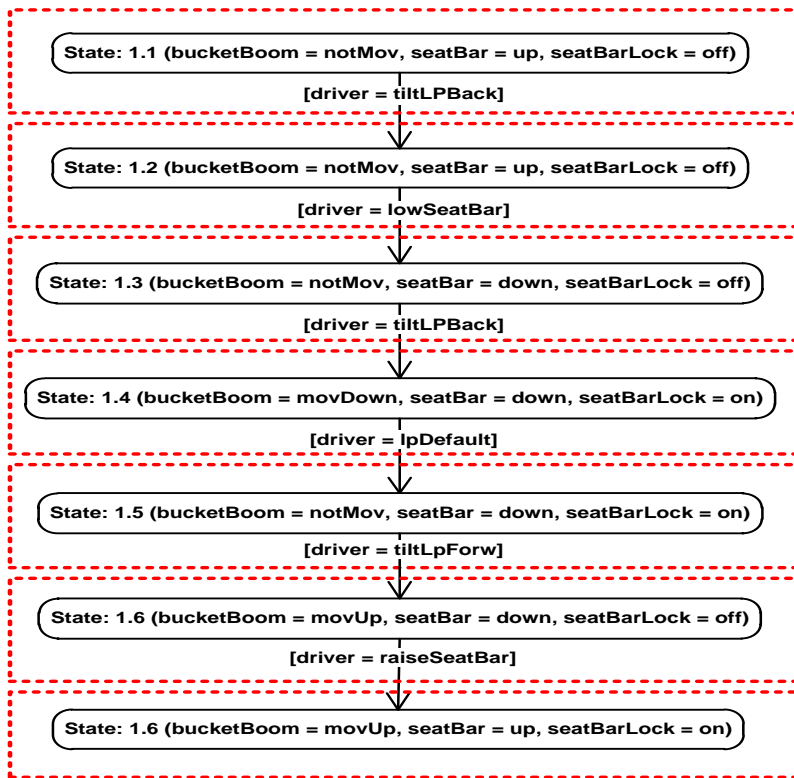 State: 1.1 (bucketBoom = notMov, seatBar = up, seatBarLock = off)
[driver = tiltLPBack]
State: 1.2 (bucketBoom = notMov, seatBar = up, seatBarLock = off)
[driver = lowSeatBar]
State: 1.3 (bucketBoom = notMov, seatBar = down, seatBarLock = off)
[driver = tiltLPBack]
State: 1.4 (bucketBoom = movDown, seatBar = down, seatBarLock = on)
[driver = lpDefault]
State: 1.5 (bucketBoom = notMov, seatBar = down, seatBarLock = on)
[driver = tiltLpForw]
State: 1.6 (bucketBoom = movUp, seatBar = down, seatBarLock = off)
[driver = raiseSeatBar]
State: 1.6 (bucketBoom = movUp, seatBar = up, seatBarLock = on)